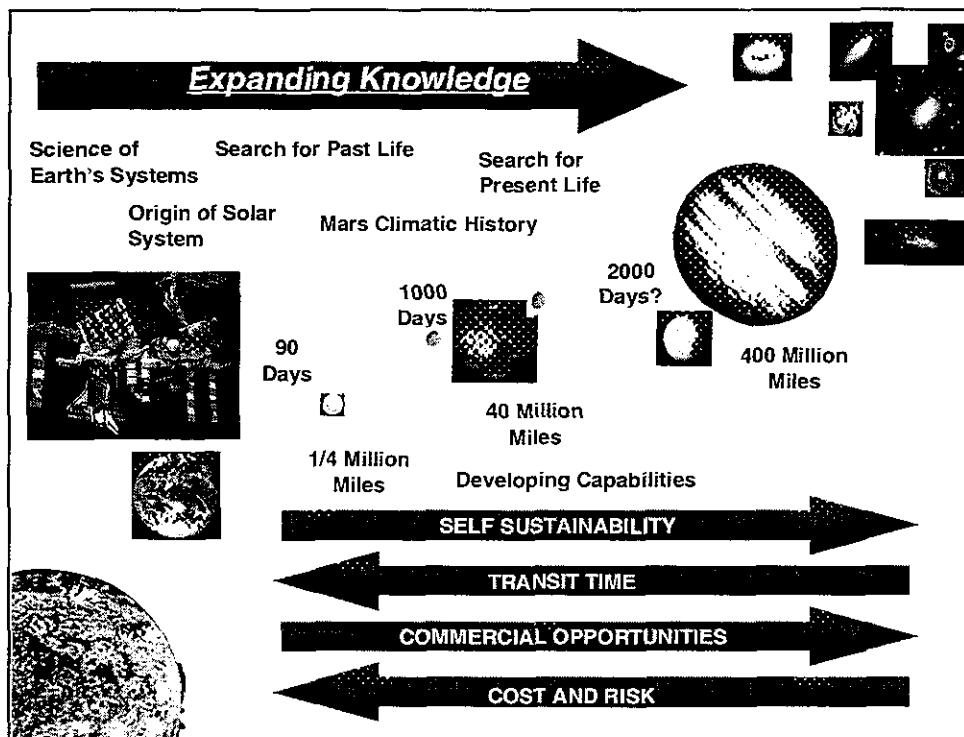 Expanding Knowledge
Science of
Earth's Systems
Search for Past Life
Search for
Present Life
Origin of Solar
System
Mars Climatic History
2000
Days?
1000
Days
90
Days
400 Million
Miles
40 Million
Miles
1/4 Million
Miles
Developing Capabilities
SELF SUSTAINABILITY
TRANSIT TIME
COMMERCIAL OPPORTUNITIES
COST AND RISK